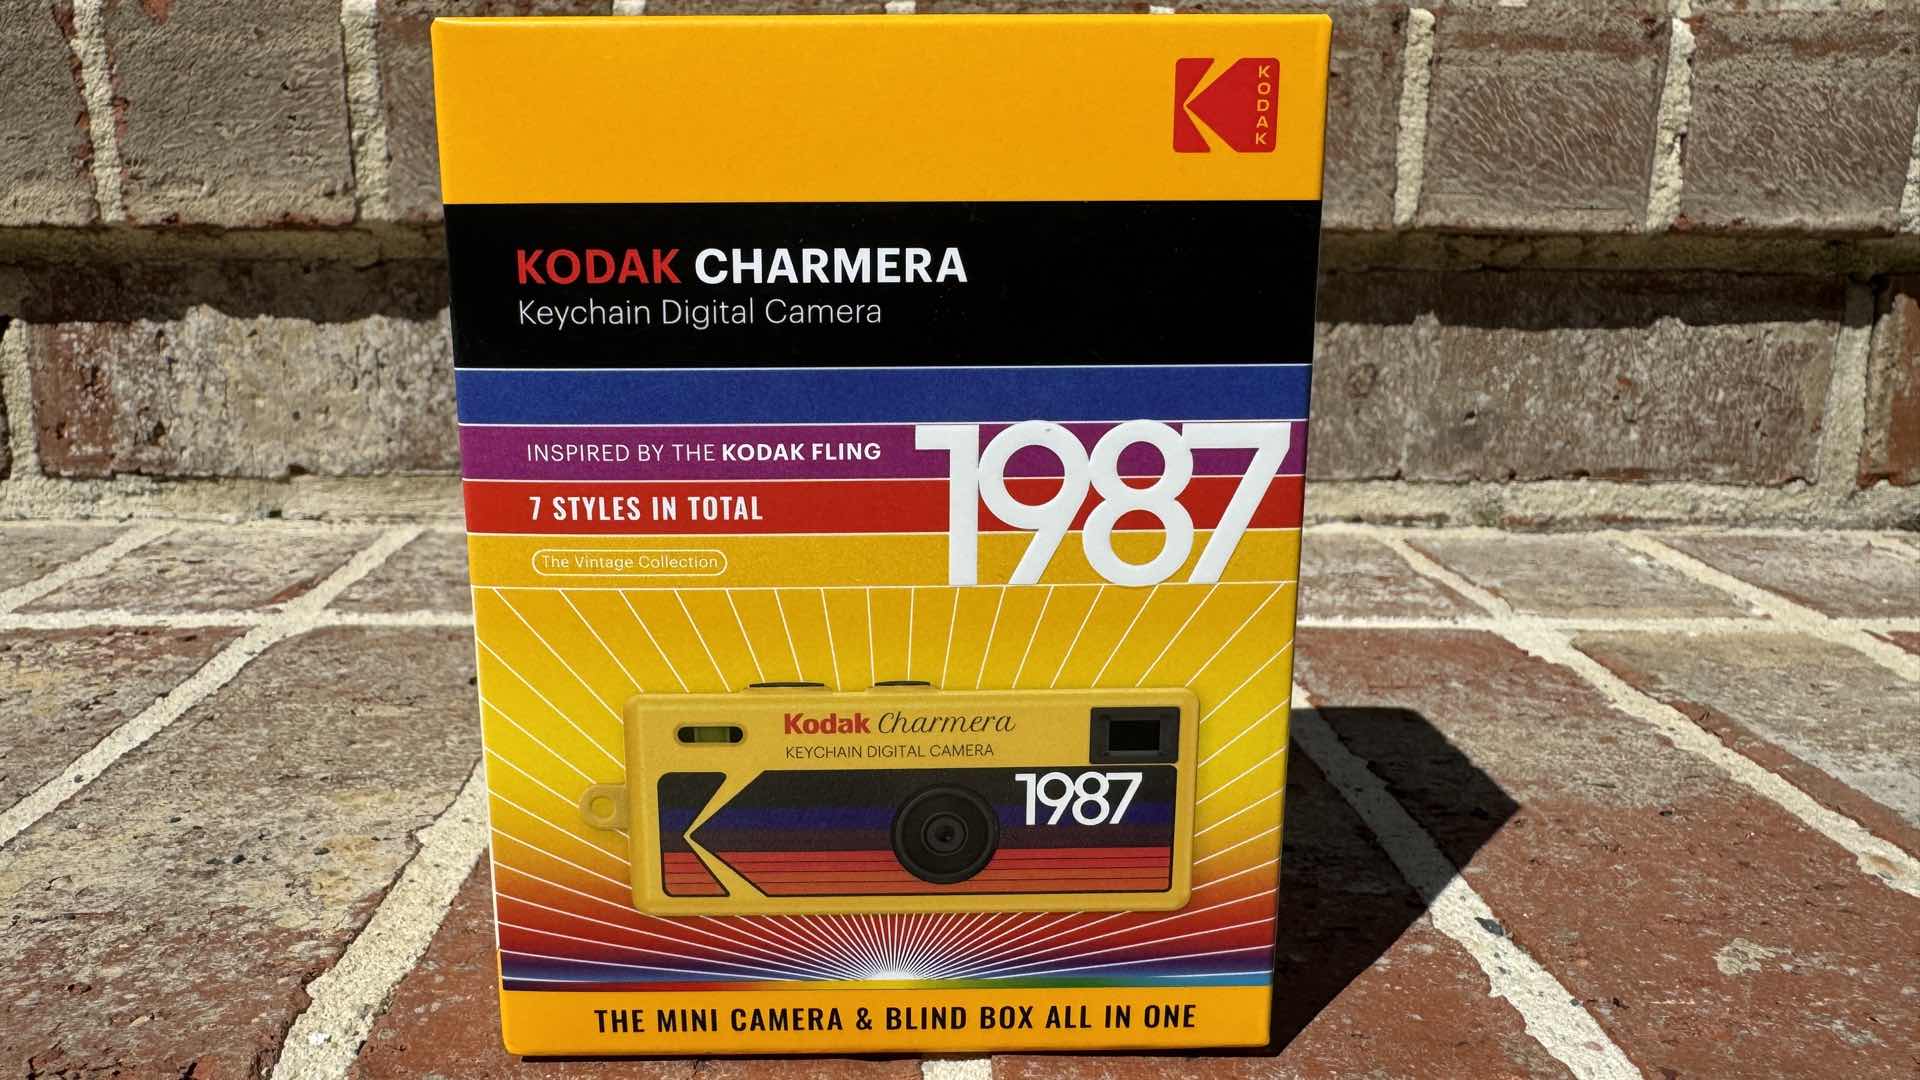 KODAK
KODAK CHARMERA
Keychain Digital Camera
INSPIRED BY THE KODAK FLING
1987
7 STYLES IN TOTAL
The Vintage Collection
Kodak Charmera
KEYCHAIN DIGITAL CAMERA
1987
THE MINI CAMERA & BLIND BOX ALL IN ONE